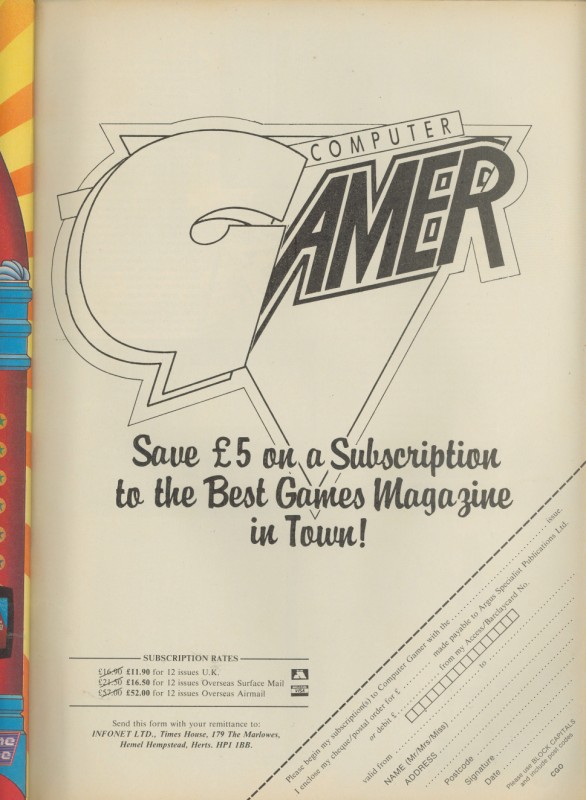 COMPUTER
GAMER
Save £5 on a Subscription
to the Best Games Magazine
in Town!
SUBSCRIPTION RATES
£16.90 £11.90 for 12 issues U.K.
£21.50 £16.50 for 12 issues Overseas Surface Mail
£57.00 £52.00 for 12 issues Overseas Airmail
Send this form with your remittance to:
INFONET LTD., Times House, 179 The Marlowes,
Hemel Hempstead, Herts. HP1 1BB.
Please begin my subscription(s) to Computer Gamer with the .................... issue.
I enclose my cheque/postal order for £ .......... made payable to Argus Specialist Publications Ltd.
or debit £ .......... from my Access/Barclaycard No.
valid from .......... to ..........
NAME (Mr/Mrs/Miss)
ADDRESS
Postcode
Signature
Date
Please use BLOCK CAPITALS
and include post codes
CGO